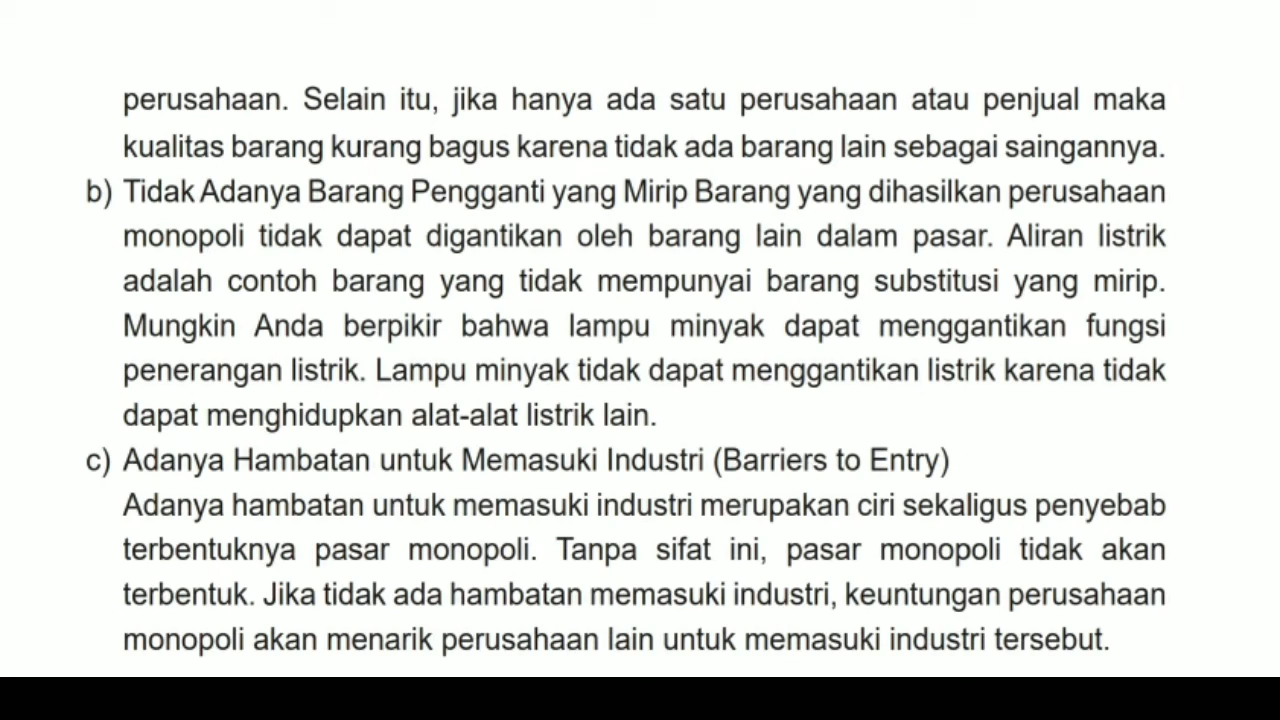 perusahaan. Selain itu, jika hanya ada satu perusahaan atau penjual maka
kualitas barang kurang bagus karena tidak ada barang lain sebagai saingannya.
b) Tidak Adanya Barang Pengganti yang Mirip Barang yang dihasilkan perusahaan
monopoli tidak dapat digantikan oleh barang lain dalam pasar. Aliran listrik
adalah contoh barang yang tidak mempunyai barang substitusi yang mirip.
Mungkin Anda berpikir bahwa lampu minyak dapat menggantikan fungsi
penerangan listrik. Lampu minyak tidak dapat menggantikan listrik karena tidak
dapat menghidupkan alat-alat listrik lain.
c) Adanya Hambatan untuk Memasuki Industri (Barriers to Entry)
Adanya hambatan untuk memasuki industri merupakan ciri sekaligus penyebab
terbentuknya pasar monopoli. Tanpa sifat ini, pasar monopoli tidak akan
terbentuk. Jika tidak ada hambatan memasuki industri, keuntungan perusahaan
monopoli akan menarik perusahaan lain untuk memasuki industri tersebut.